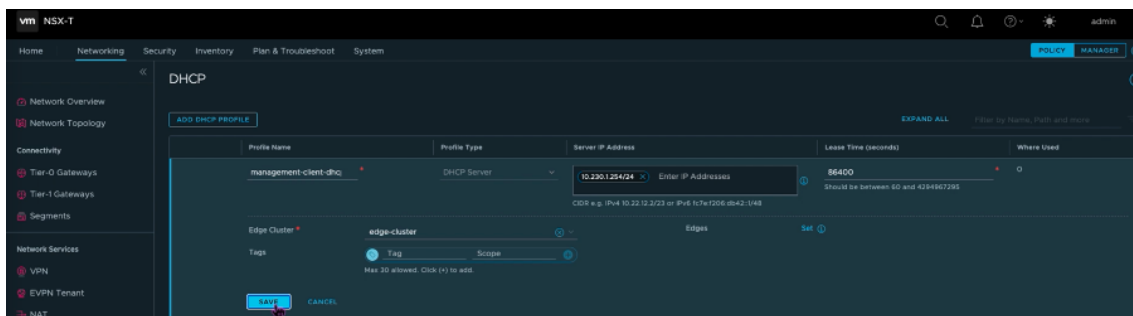 vm NSX-T admin
Home Networking Security Inventory Plan & Troubleshoot System POLICY MANAGER
DHCP
Network Overview
Network Topology
ADD DHCP PROFILE EXPAND ALL Filter by Name, Path and more
Connectivity
Profile Name Profile Type Server IP Address Lease Time (seconds) Where Used
Tier-0 Gateways
management-client-dhcp * DHCP Server 10.230.1.254/24 Enter IP Addresses 86400 * 0
Tier-1 Gateways
Should be between 60 and 4294967295
CIDR e.g. IPv4 10.22.12.2/23 or IPv6 fc7e:f206:db42::1/48
Segments
Edge Cluster * edge-cluster Edges Set
Network Services
Tags Tag Scope
VPN
Max 30 allowed. Click (+) to add.
EVPN Tenant
SAVE CANCEL
NAT